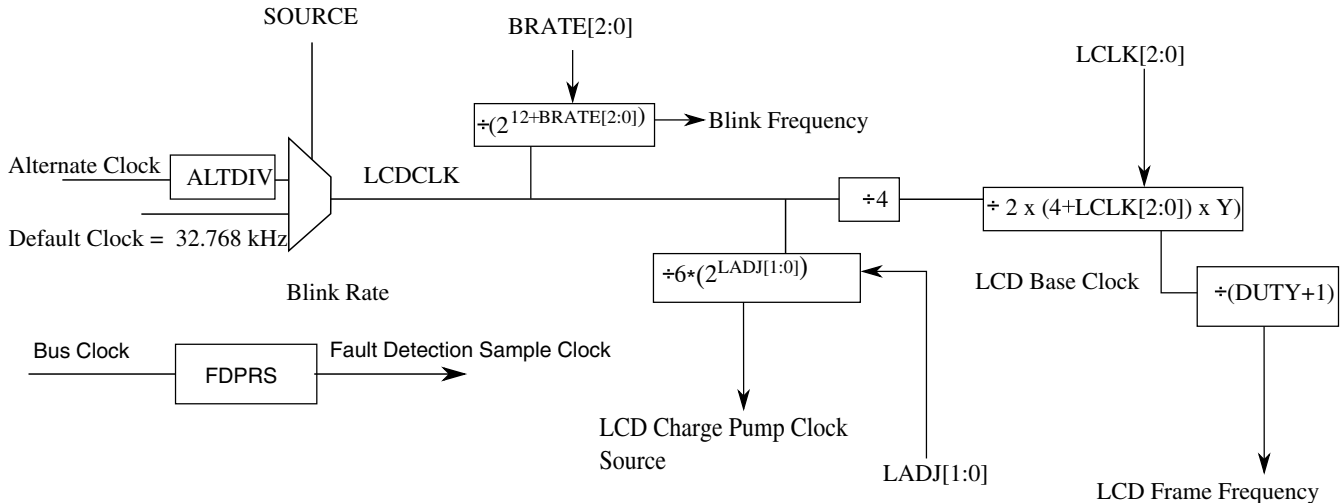 SOURCE
BRATE[2:0]
LCLK[2:0]
÷(2^12+BRATE[2:0])
Blink Frequency
Alternate Clock
ALTDIV
LCDCLK
÷4
÷ 2 x (4+LCLK[2:0]) x Y)
Default Clock = 32.768 kHz
÷6*(2^LADJ[1:0])
LCD Base Clock
÷(DUTY+1)
Blink Rate
Bus Clock
FDPRS
Fault Detection Sample Clock
LCD Charge Pump Clock
Source
LADJ[1:0]
LCD Frame Frequency